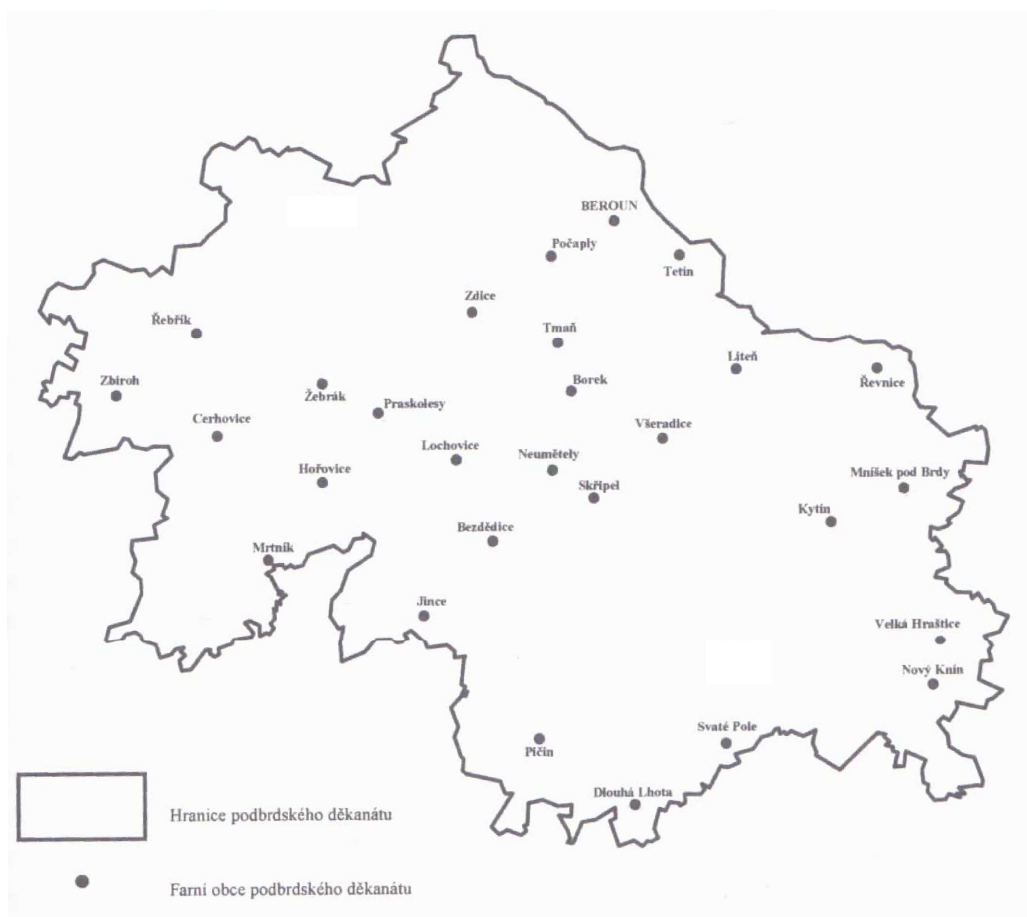 BEROUN
Počaply
Tetín
Zdice
Řebřík
Tmaň
Liteň
Řevnice
Zbiroh
Žebrák
Borek
Praskolesy
Cerhovice
Všeradice
Lochovice
Neumětely
Hořovice
Mníšek pod Brdy
Skřipel
Kytín
Bezdědice
Mrtník
Jince
Velká Hraštice
Nový Knín
Svaté Pole
Pičín
Dlouhá Lhota
Hranice podbrdského děkanátu
Farní obce podbrdského děkanátu